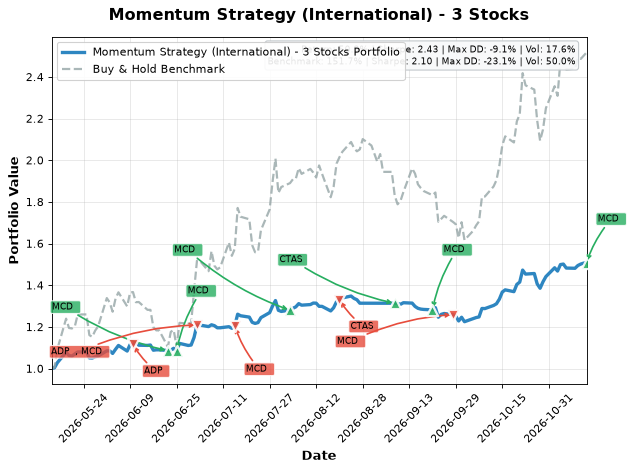 Momentum Strategy (International) - 3 Stocks
Momentum Strategy (International) - 3 Stocks Portfolio
Buy & Hold Benchmark
2.43 | Max DD: -9.1% | Vol: 17.6%
Benchmark: 151.7% | Sharpe: 2.10 | Max DD: -23.1% | Vol: 50.0%
Portfolio Value
2.4
2.2
2.0
1.8
1.6
1.4
1.2
1.0
MCD
MCD
MCD
CTAS
MCD
MCD
CTAS
MCD
ADP
MCD
ADP
MCD
2026-05-24
2026-06-09
2026-06-25
2026-07-11
2026-07-27
2026-08-12
2026-08-28
2026-09-13
2026-09-29
2026-10-15
2026-10-31
Date